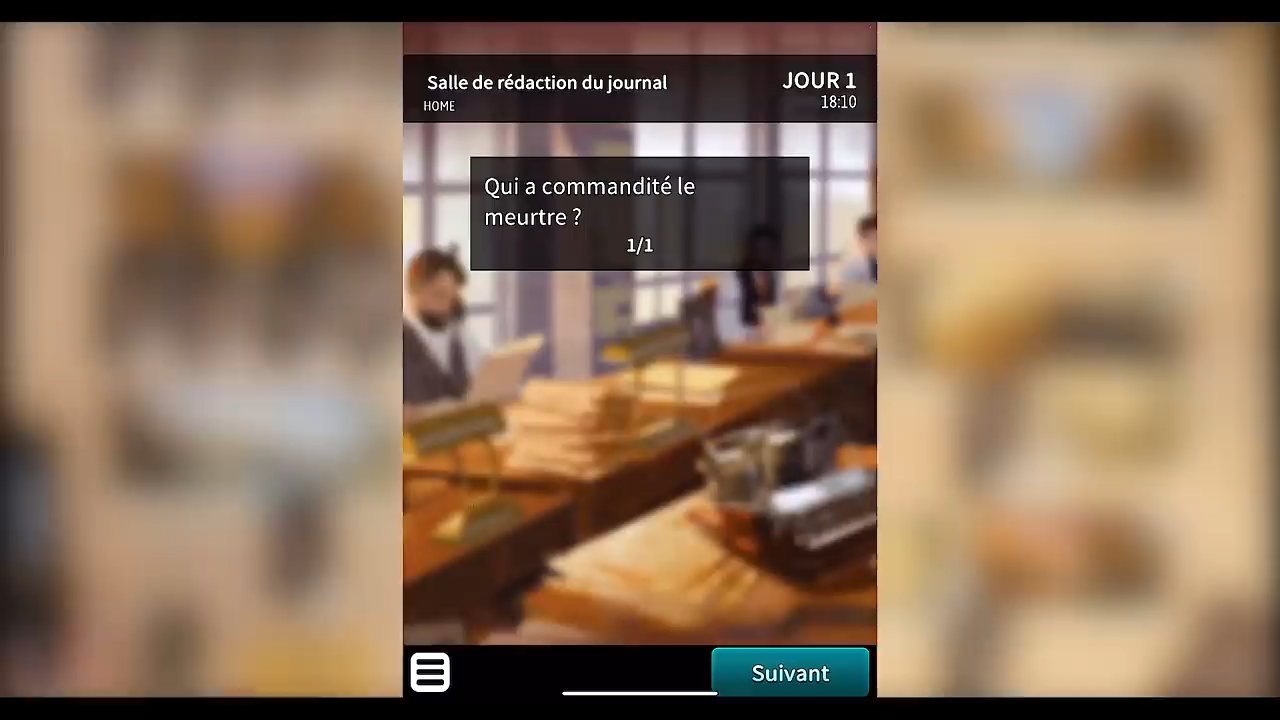 Salle de rédaction du journal
JOUR 1
HOME
18:10
Qui a commandité le
meurtre ?
1/1
Suivant